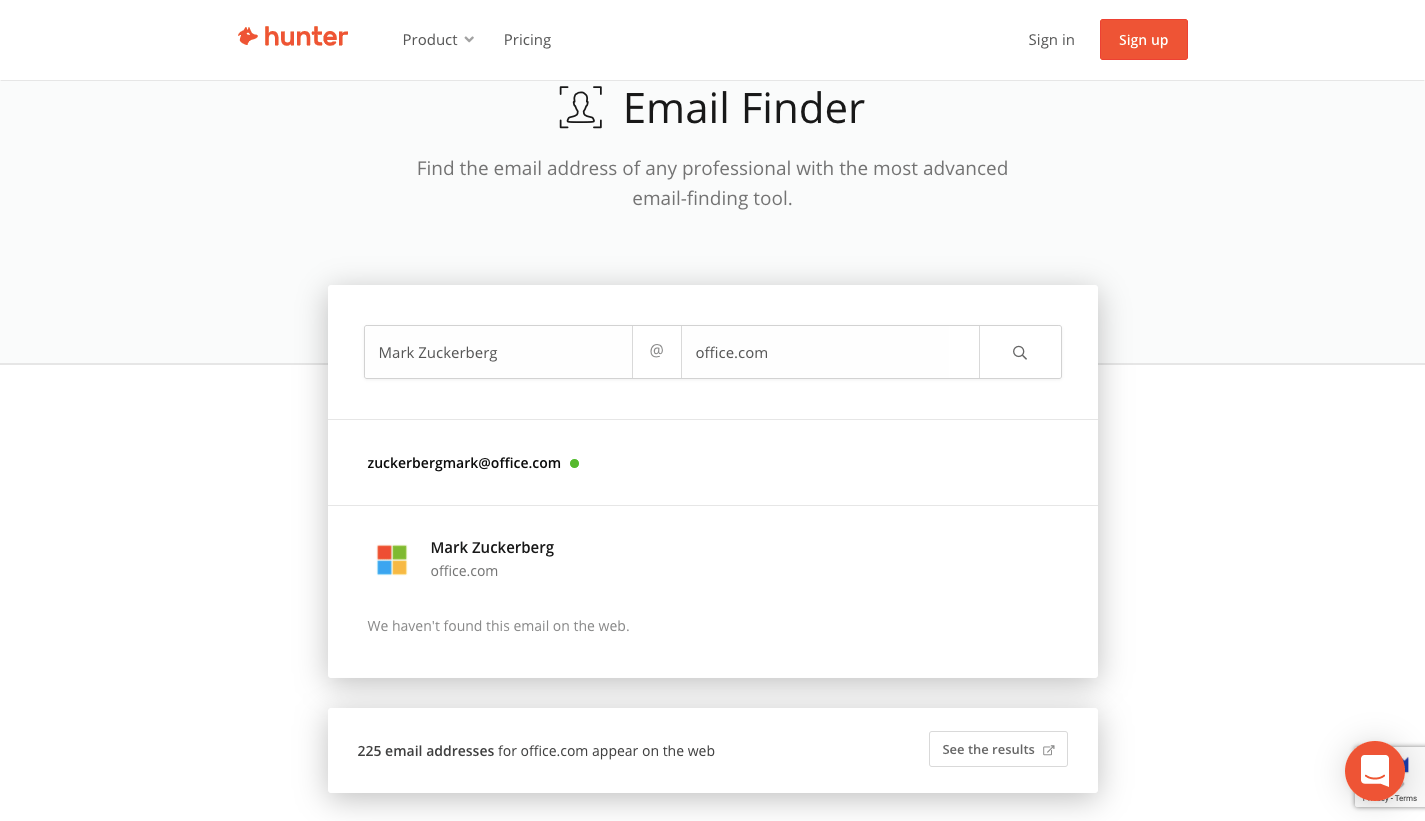 hunter
Product
Pricing
Sign in
Sign up
Email Finder
Find the email address of any professional with the most advanced
email-finding tool.
Mark Zuckerberg
@
office.com
zuckerbergmark@office.com
Mark Zuckerberg
office.com
We haven't found this email on the web.
225 email addresses for office.com appear on the web
See the results
- Terms